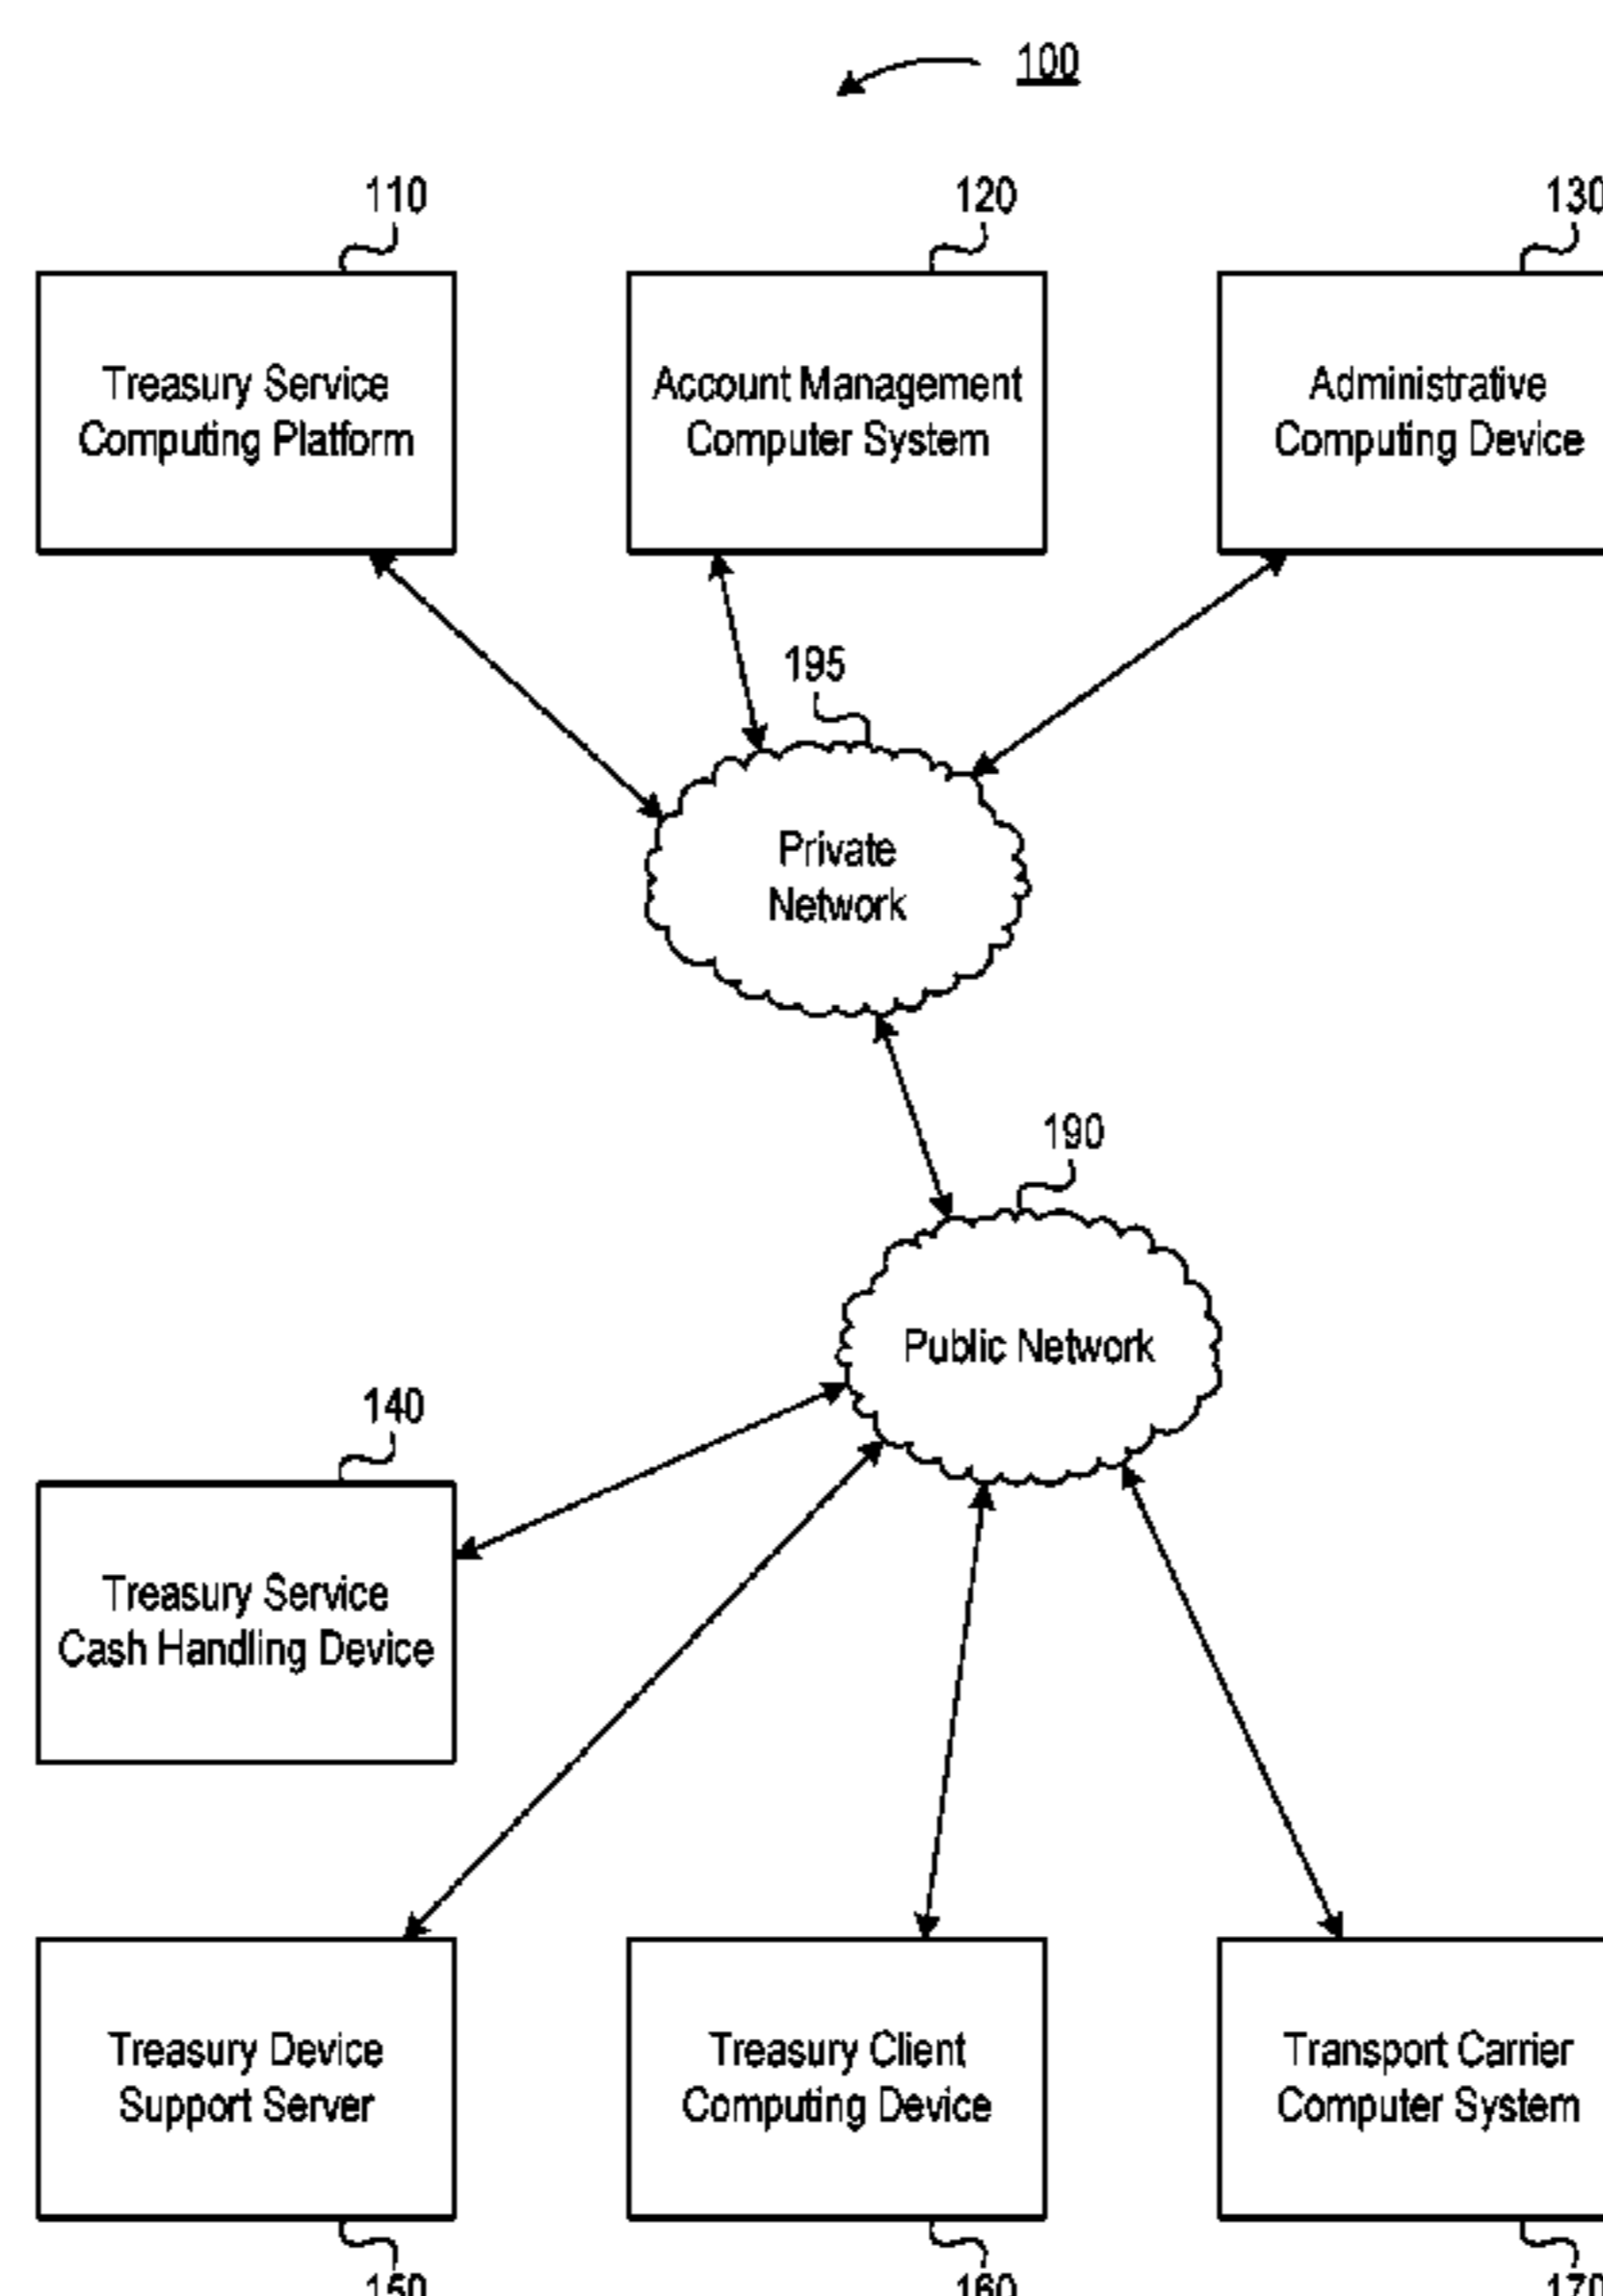 100
110
120
130
Treasury Service
Computing Platform
Account Management
Computer System
Administrative
Computing Device
195
Private
Network
190
Public Network
140
Treasury Service
Cash Handling Device
Treasury Device
Support Server
Treasury Client
Computing Device
Transport Carrier
Computer System
150
160
170